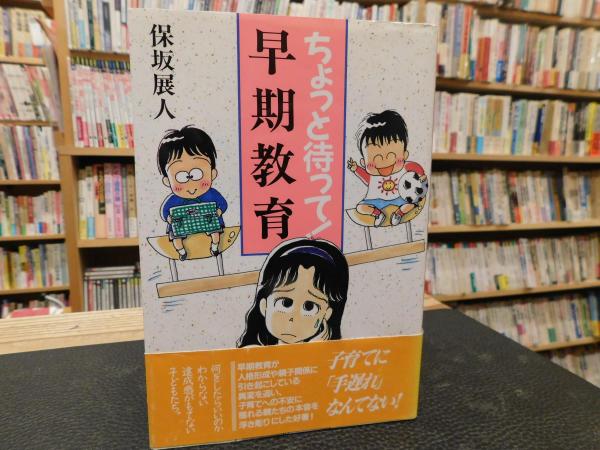 ちょっと待って!
早期教育
保坂展人
子育てに
「手遅れ」
なんてない!
早期教育が
人格形成や親子関係に
引き起こしている
異変を追い、
子育てへの不安に
揺れる親たちの本音を
浮き彫りにした好著!
何をしたらいいのか
わからない
達成感がもてない
子どもたち。